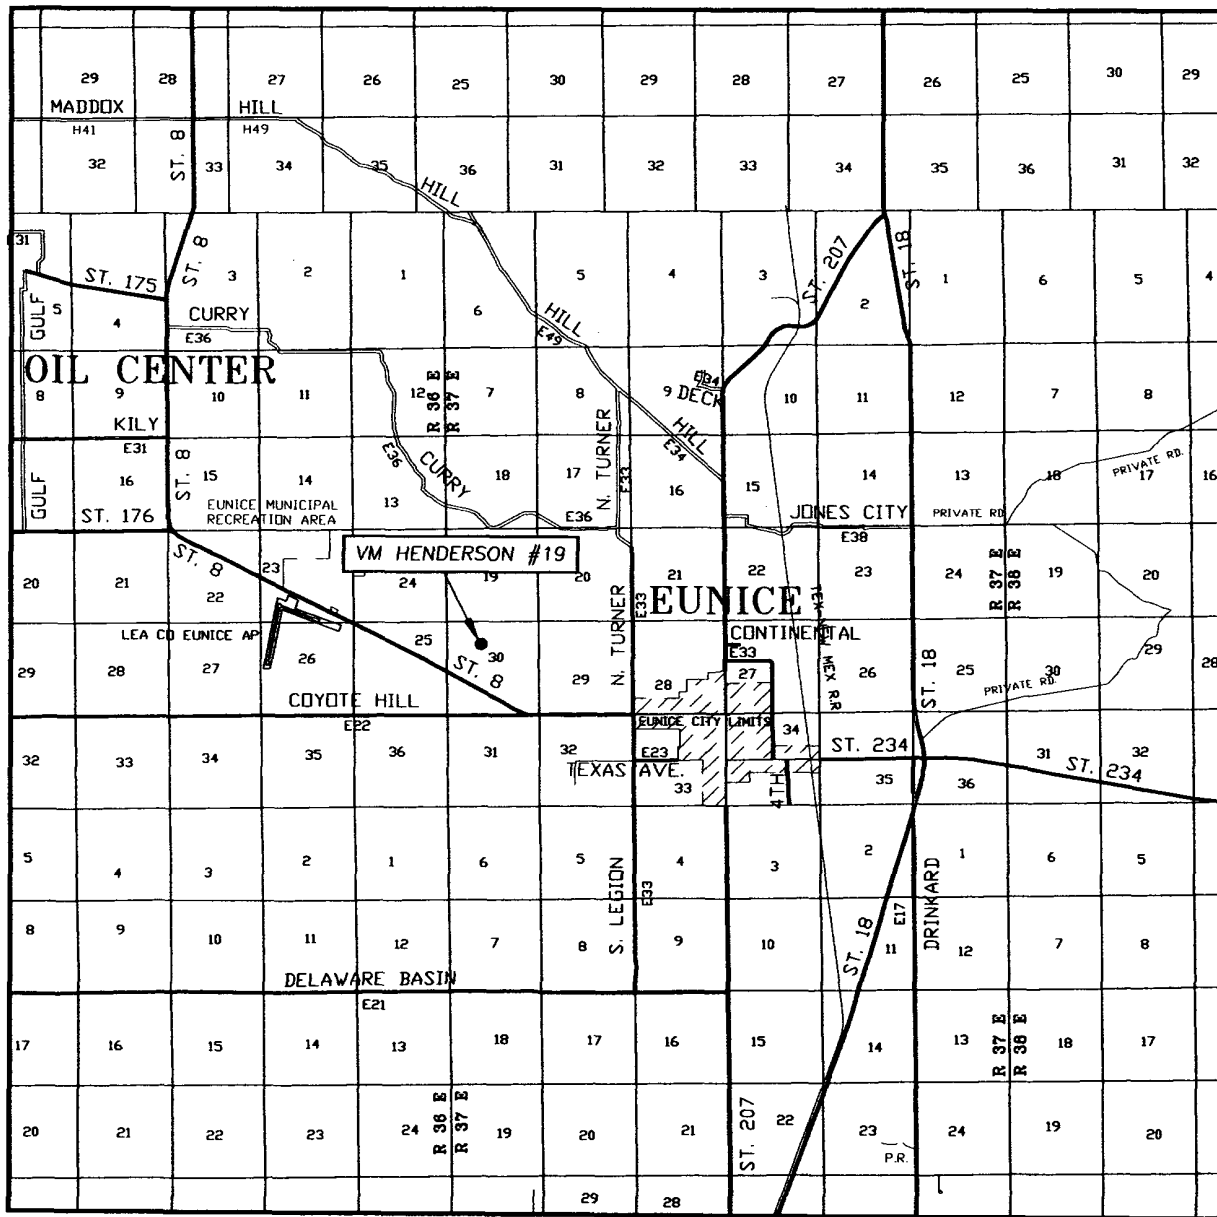 29 28 27 26 25 30 29 28 27 26 25 30 29
MADDOX HILL
H41 H49
ST. 8
32 33 34 35 36 31 32 33 34 35 36 31 32
HILL
E31
ST. 8
ST. 207
ST. 18
ST. 175
3 2 1 5 4 3 1 6 5 4
GULF
5 4 6 2
CURRY
E36
HILL
E49
OIL CENTER
8 9 10 11 12 7 8 9 10 11 12 7 8
R 36 E
R 37 E
E34
DECK
KILY
E31
HILL
E34
N. TURNER
E33
CURRY
E36
ST. 8
GULF
16 15 14 13 18 17 16 15 14 13 18 17 16
PRIVATE RD.
EUNICE MUNICIPAL
RECREATION AREA
ST. 176
E36
JONES CITY
E38
PRIVATE RD
ST. 8
VM HENDERSON #19
20 21 22 23 24 19 20 21 22 23 24 19 20
R 37 E
R 38 E
EUNICE
N. TURNER
E33
TEX-NEW MEX R.R
LEA CO EUNICE AP
CONTINENTAL
E33
29 28 27 26 25 30 29 28 27 26 25 30 29 28
ST. 8
ST. 18
PRIVATE RD.
COYOTE HILL
E22
EUNICE CITY LIMITS
32 33 34 35 36 31 32 33 34 35 36 31 32
E23
TEXAS AVE.
ST. 234
ST. 234
4TH
5 4 3 2 1 6 5 4 3 2 1 6 5
S. LEGION
E33
DRINKARD
E17
ST. 18
8 9 10 11 12 7 8 9 10 11 12 7 8
DELAWARE BASIN
E21
17 16 15 14 13 18 17 16 15 14 13 18 17
R 37 E
R 38 E
R 36 E
R 37 E
20 21 22 23 24 19 20 21 22 23 24 19 20
ST. 207
P.R.
29 28